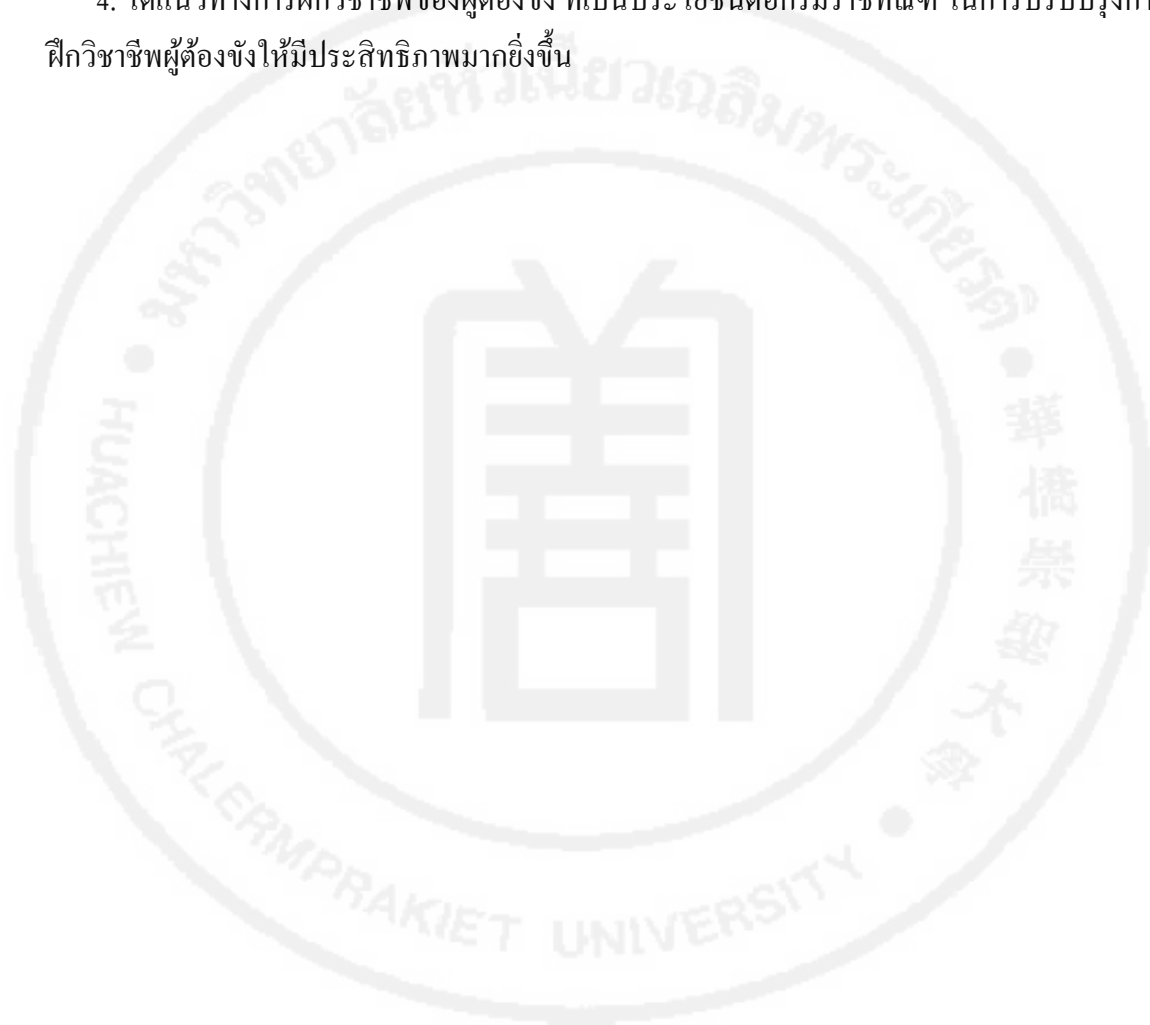 4. ได้แนวทางการฝึกวิชาชีพของผู้ต้องขัง ที่เป็นประโยชน์ต่อกรมราชทัณฑ์ ในการปรับปรุงกา
ฝึกวิชาชีพผู้ต้องขังให้มีประสิทธิภาพมากยิ่งขึ้น
มหาวิทยาลัยหัวเฉียวเฉลิมพระเกียรติ
華僑崇聖大學
HUACHIEW CHALERMPRAKIET UNIVERSITY